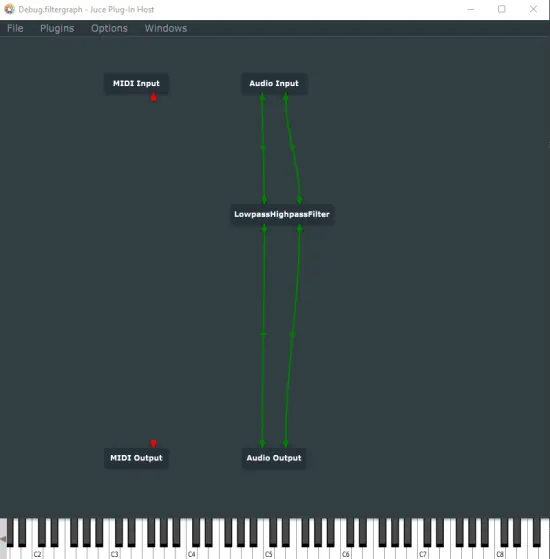 Debug.filtergraph - Juce Plug-In Host
File Plugins Options Windows
MIDI Input Audio Input
LowpassHighpassFilter
MIDI Output Audio Output
C2 C3 C4 C5 C6 C7 C8